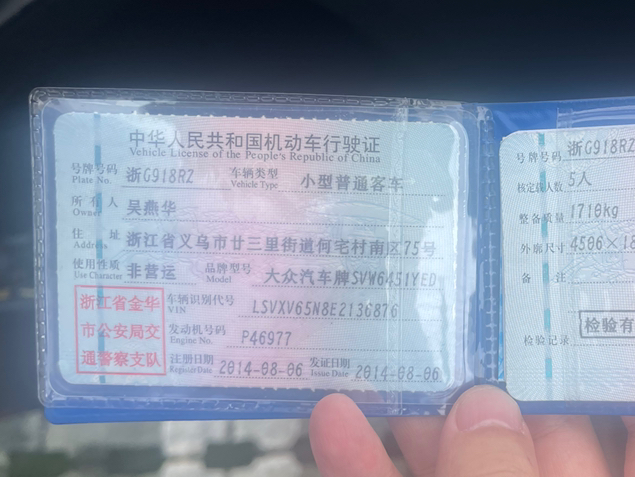 中华人民共和国机动车行驶证
Vehicle License of the People's Republic of China
号牌号码 Plate No. 浙G918RZ 车辆类型 Vehicle Type 小型普通客车
所有人 Owner 吴燕华
住址 Address 浙江省义乌市廿三里街道何宅村南区75号
使用性质 Use Character 非营运 品牌型号 Model 大众汽车牌SVW6451YED
浙江省金华
市公安局交
通警察支队
车辆识别代号 VIN LSVXV65N8E2136876
发动机号码 Engine No. P46977
注册日期 Register Date 2014-08-06 发证日期 Issue Date 2014-08-06
号牌号码 浙G918RZ
核定载人数 5人
整备质量 1710kg
外廓尺寸 4506×18
备注
检验记录
检验有